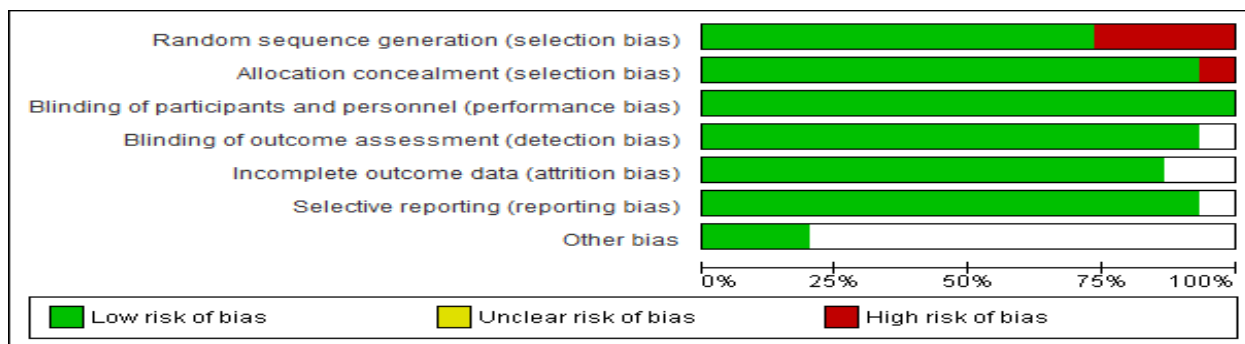 Random sequence generation (selection bias)
Allocation concealment (selection bias)
Blinding of participants and personnel (performance bias)
Blinding of outcome assessment (detection bias)
Incomplete outcome data (attrition bias)
Selective reporting (reporting bias)
Other bias
0% 25% 50% 75% 100%
Low risk of bias Unclear risk of bias High risk of bias